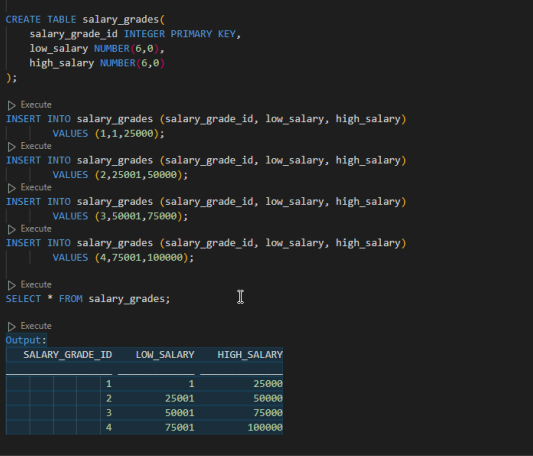 CREATE TABLE salary_grades(
salary_grade_id INTEGER PRIMARY KEY,
low_salary NUMBER(6,0),
high_salary NUMBER(6,0)
);
Execute
INSERT INTO salary_grades (salary_grade_id, low_salary, high_salary)
VALUES (1,1,25000);
Execute
INSERT INTO salary_grades (salary_grade_id, low_salary, high_salary)
VALUES (2,25001,50000);
Execute
INSERT INTO salary_grades (salary_grade_id, low_salary, high_salary)
VALUES (3,50001,75000);
Execute
INSERT INTO salary_grades (salary_grade_id, low_salary, high_salary)
VALUES (4,75001,100000);
Execute
SELECT * FROM salary_grades;
Execute
Output:
SALARY_GRADE_ID LOW_SALARY HIGH_SALARY
1 1 25000
2 25001 50000
3 50001 75000
4 75001 100000